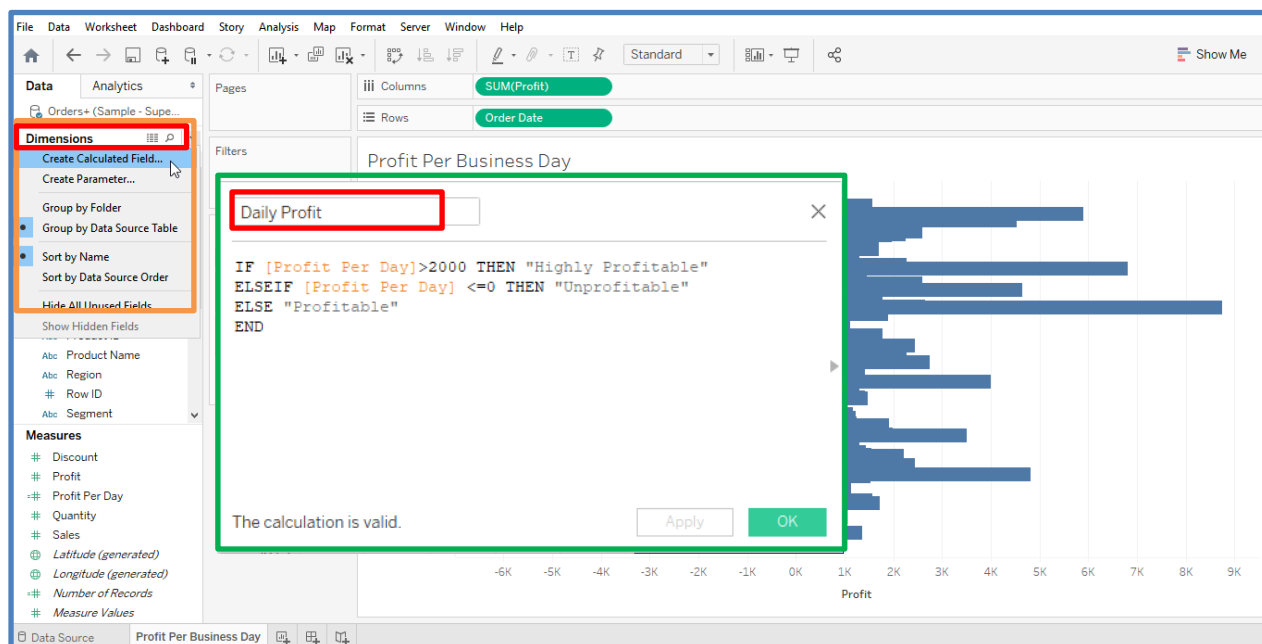 File Data Worksheet Dashboard Story Analysis Map Format Server Window Help
Standard
Show Me
Data Analytics
Orders+ (Sample - Supe...
Dimensions
Create Calculated Field...
Create Parameter...
Group by Folder
Group by Data Source Table
Sort by Name
Sort by Data Source Order
Hide All Unused Fields
Show Hidden Fields
Abc Product Name
Abc Region
# Row ID
Abc Segment
Measures
# Discount
# Profit
=# Profit Per Day
# Quantity
# Sales
Latitude (generated)
Longitude (generated)
=# Number of Records
# Measure Values
Pages
Filters
iii Columns SUM(Profit)
Rows Order Date
Profit Per Business Day
Daily Profit
IF [Profit Per Day]>2000 THEN "Highly Profitable"
ELSEIF [Profit Per Day] <=0 THEN "Unprofitable"
ELSE "Profitable"
END
The calculation is valid.
Apply OK
-6K -5K -4K -3K -2K -1K 0K 1K 2K 3K 4K 5K 6K 7K 8K 9K
Profit
Data Source Profit Per Business Day